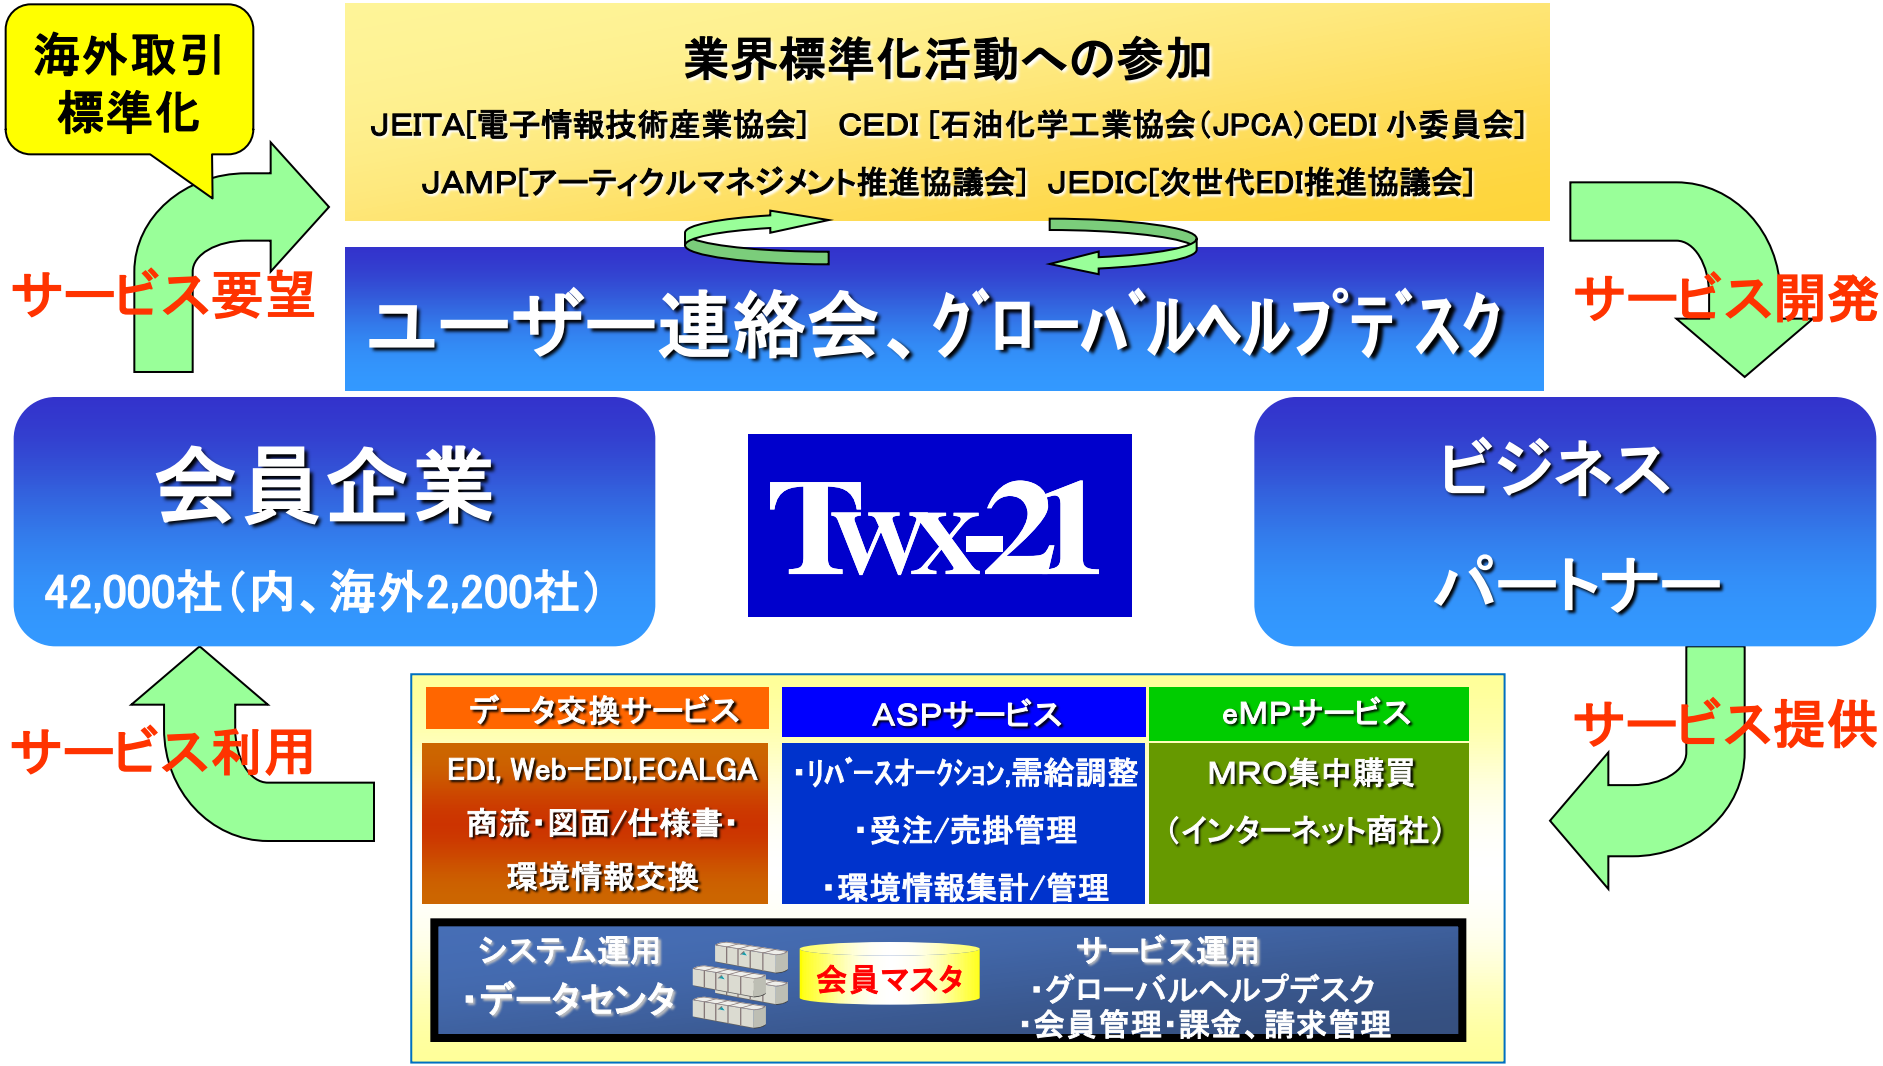 海外取引
標準化
業界標準化活動への参加
JEITA[電子情報技術産業協会] CEDI [石油化学工業協会（JPCA）CEDI 小委員会]
JAMP[アーティクルマネジメント推進協議会] JEDIC[次世代EDI推進協議会]
サービス要望
ユーザー連絡会、グローバルヘルプデスク
サービス開発
会員企業
42,000社（内、海外2,200社）
Twx-21
ビジネス
パートナー
サービス利用
サービス提供
データ交換サービス
EDI, Web-EDI,ECALGA
商流・図面/仕様書・
環境情報交換
ASPサービス
・リバースオークション,需給調整
・受注/売掛管理
・環境情報集計/管理
eMPサービス
MRO集中購買
（インターネット商社）
システム運用
・データセンタ
会員マスタ
サービス運用
・グローバルヘルプデスク
・会員管理・課金、請求管理